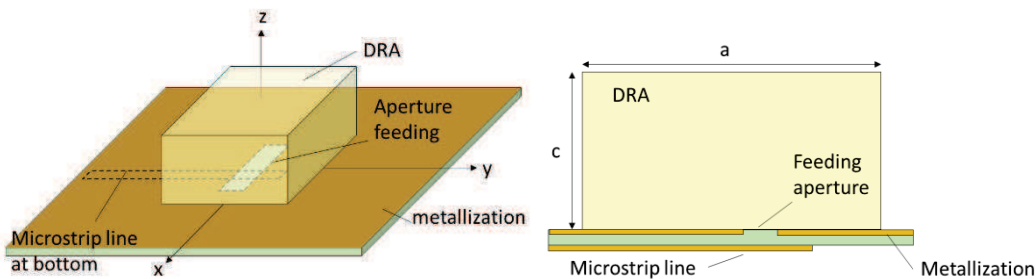 z
DRA
Aperture
feeding
y
metallization
Microstrip line
at bottom
x
a
DRA
c
Feeding
aperture
Microstrip line
Metallization